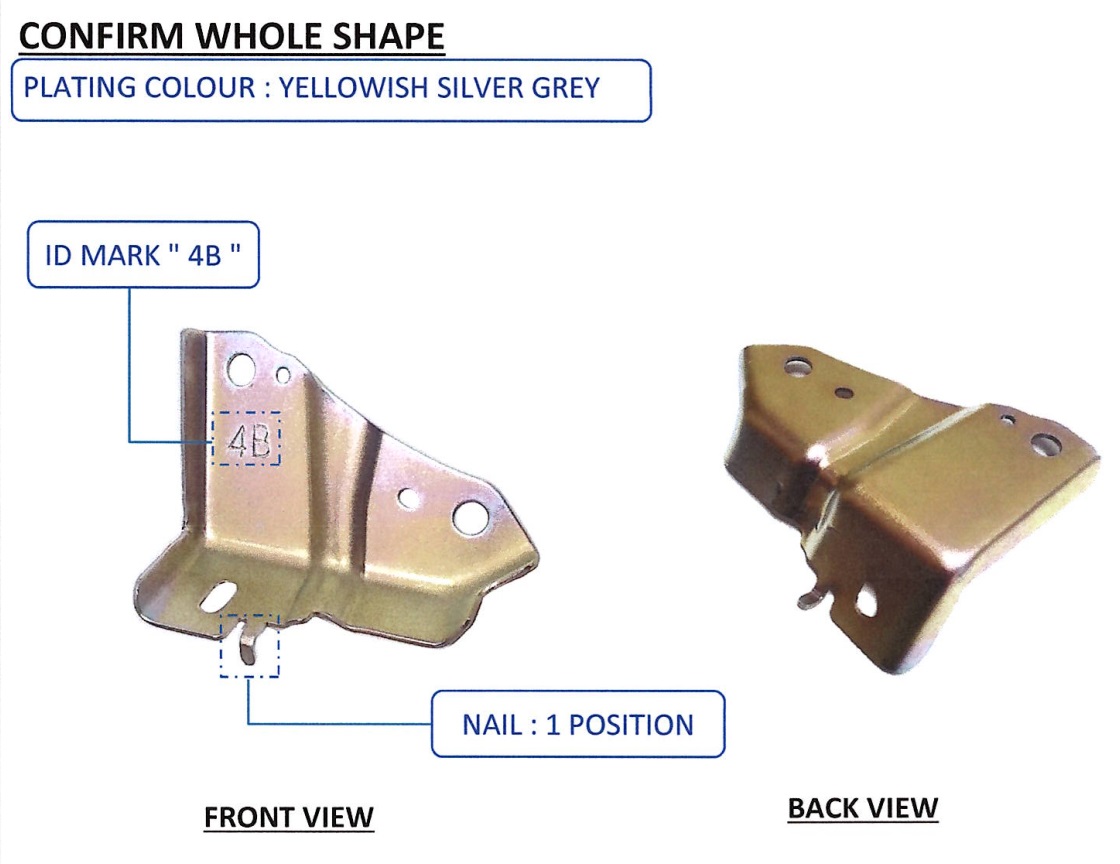 CONFIRM WHOLE SHAPE
PLATING COLOUR : YELLOWISH SILVER GREY
ID MARK " 4B "
4B
NAIL : 1 POSITION
FRONT VIEW
BACK VIEW